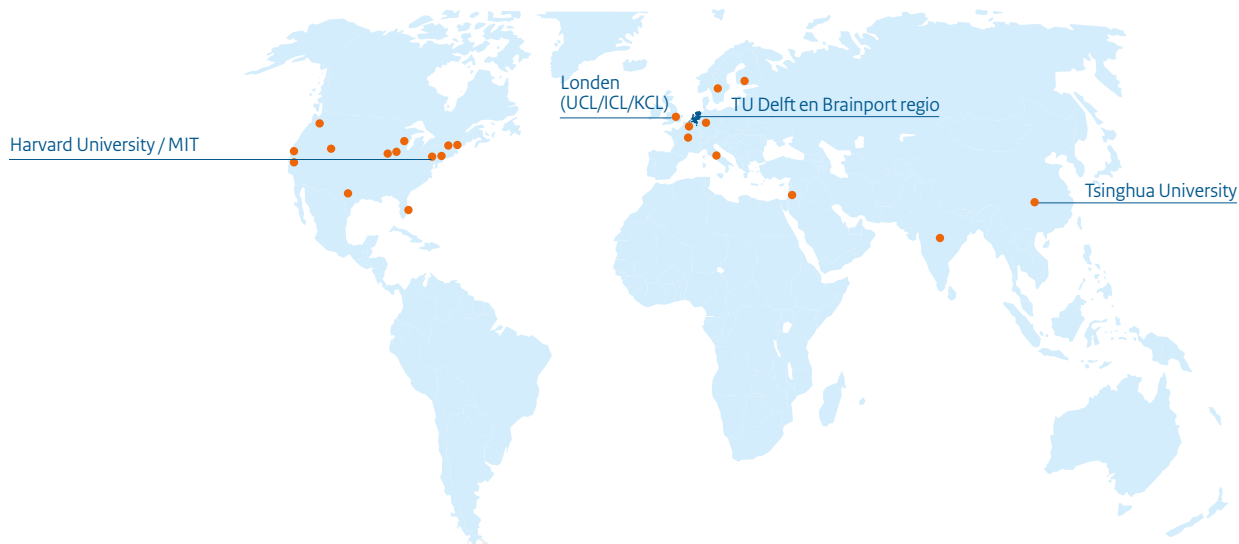 Londen
(UCL/ICL/KCL)
TU Delft en Brainport regio
Harvard University / MIT
Tsinghua University